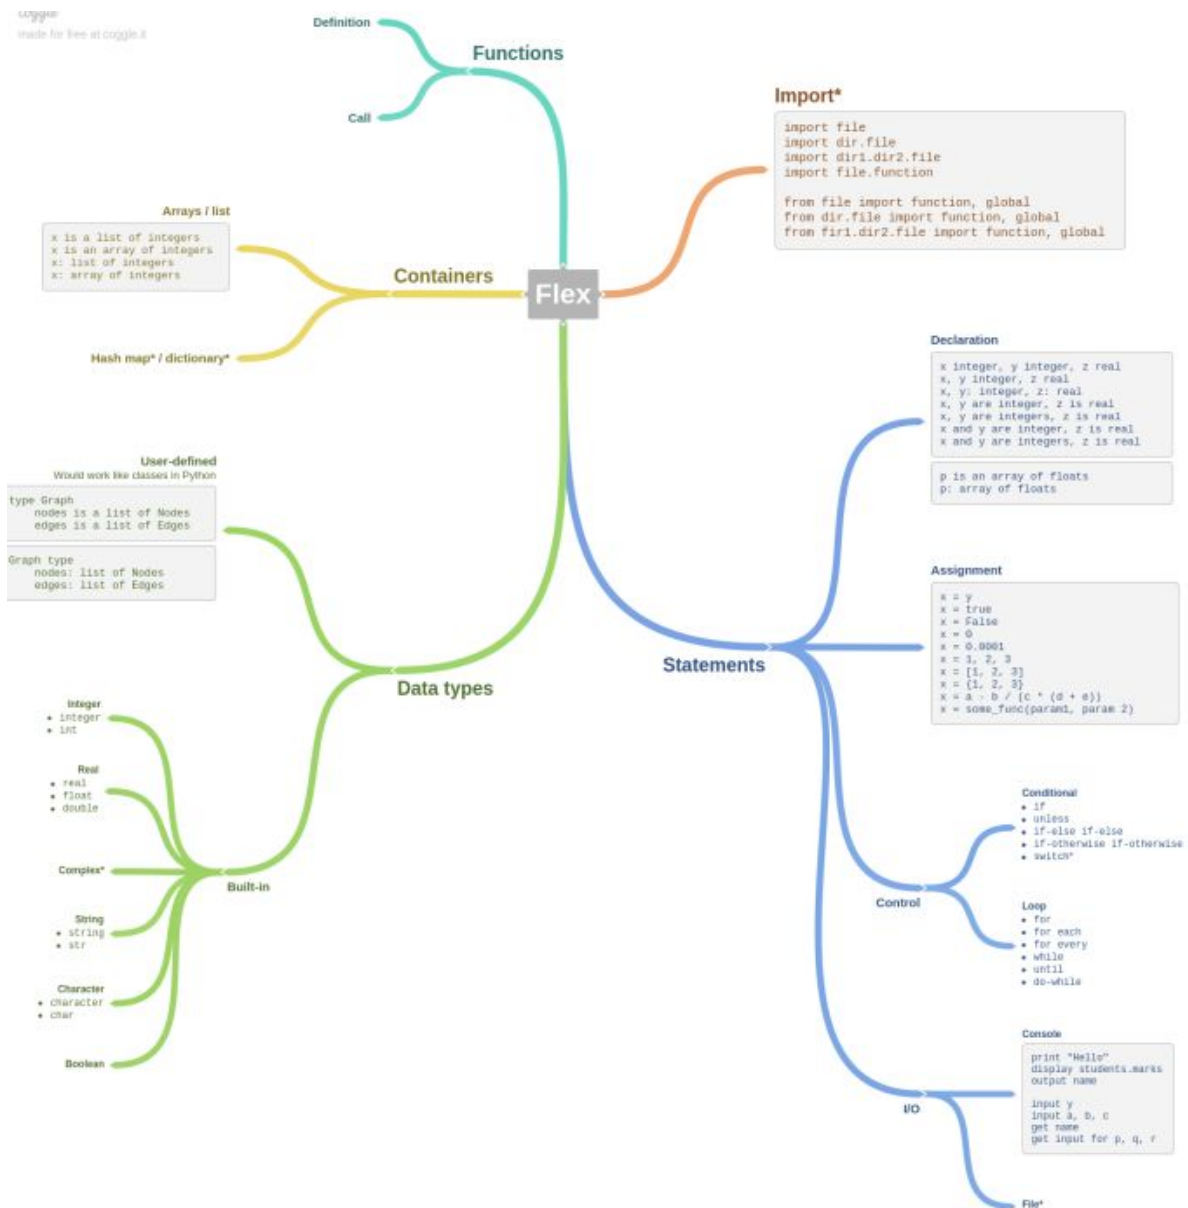 coggle
made for free at coggle.it
Definition
Functions
Call
Import*
import file
import dir.file
import dir1.dir2.file
import file.function
from file import function, global
from dir.file import function, global
from fir1.dir2.file import function, global
Arrays / list
x is a list of integers
x is an array of integers
x: list of integers
x: array of integers
Containers
Flex
Hash map* / dictionary*
Declaration
x integer, y integer, z real
x, y integer, z real
x, y: integer, z: real
x, y are integer, z is real
x, y are integers, z is real
x and y are integer, z is real
x and y are integers, z is real
p is an array of floats
p: array of floats
User-defined
Would work like classes in Python
type Graph
nodes is a list of Nodes
edges is a list of Edges
Graph type
nodes: list of Nodes
edges: list of Edges
Assignment
x = y
x = true
x = False
x = 0
x = 0.0001
x = 1, 2, 3
x = [1, 2, 3]
x = {1, 2, 3}
x = a - b / (c * (d + e))
x = some_func(param1, param 2)
Statements
Data types
Integer
• integer
• int
Real
• real
• float
• double
Complex*
Built-in
String
• string
• str
Character
• character
• char
Boolean
Conditional
• if
• unless
• if-else if-else
• if-otherwise if-otherwise
• switch*
Control
Loop
• for
• for each
• for every
• while
• until
• do-while
Console
print "Hello"
display students.marks
output name
input y
input a, b, c
get name
get input for p, q, r
I/O
File*